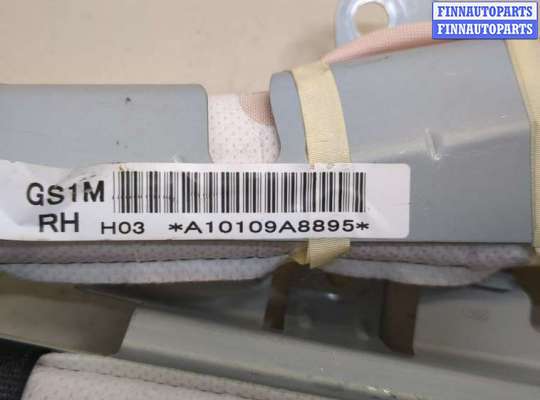 FINNAUTOPARTS
FINNAUTOPARTS
GS1M
RH H03 *A10109A8895*